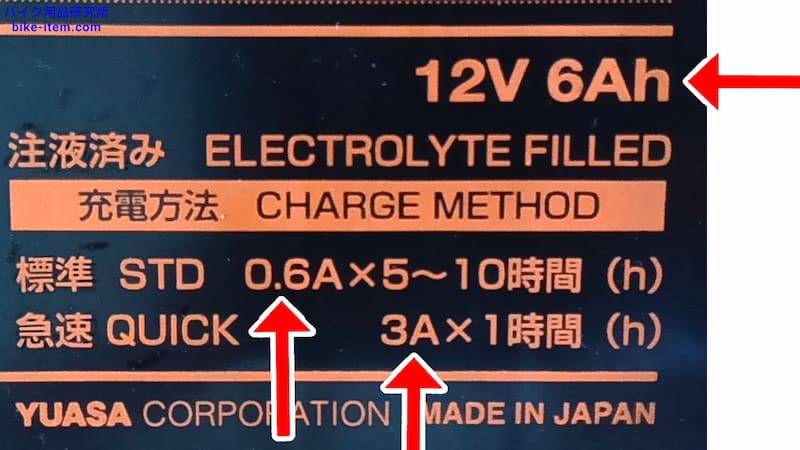 バイク用品研究所
bike-item.com
12V 6Ah
注液済み ELECTROLYTE FILLED
充電方法 CHARGE METHOD
標準 STD 0.6A×5〜10時間 (h)
急速 QUICK 3A×1時間 (h)
YUASA CORPORATION MADE IN JAPAN